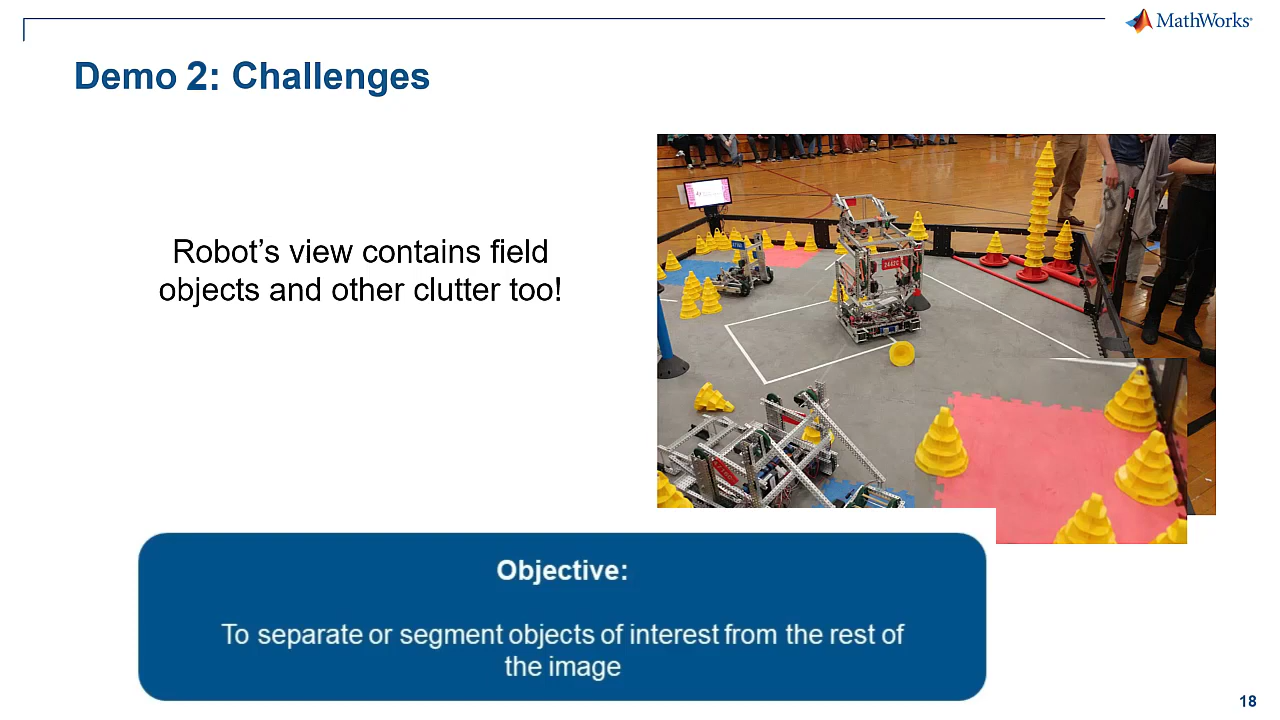 MathWorks
Demo 2: Challenges
Robot's view contains field
objects and other clutter too!
2442C
Objective:
To separate or segment objects of interest from the rest of
the image
18